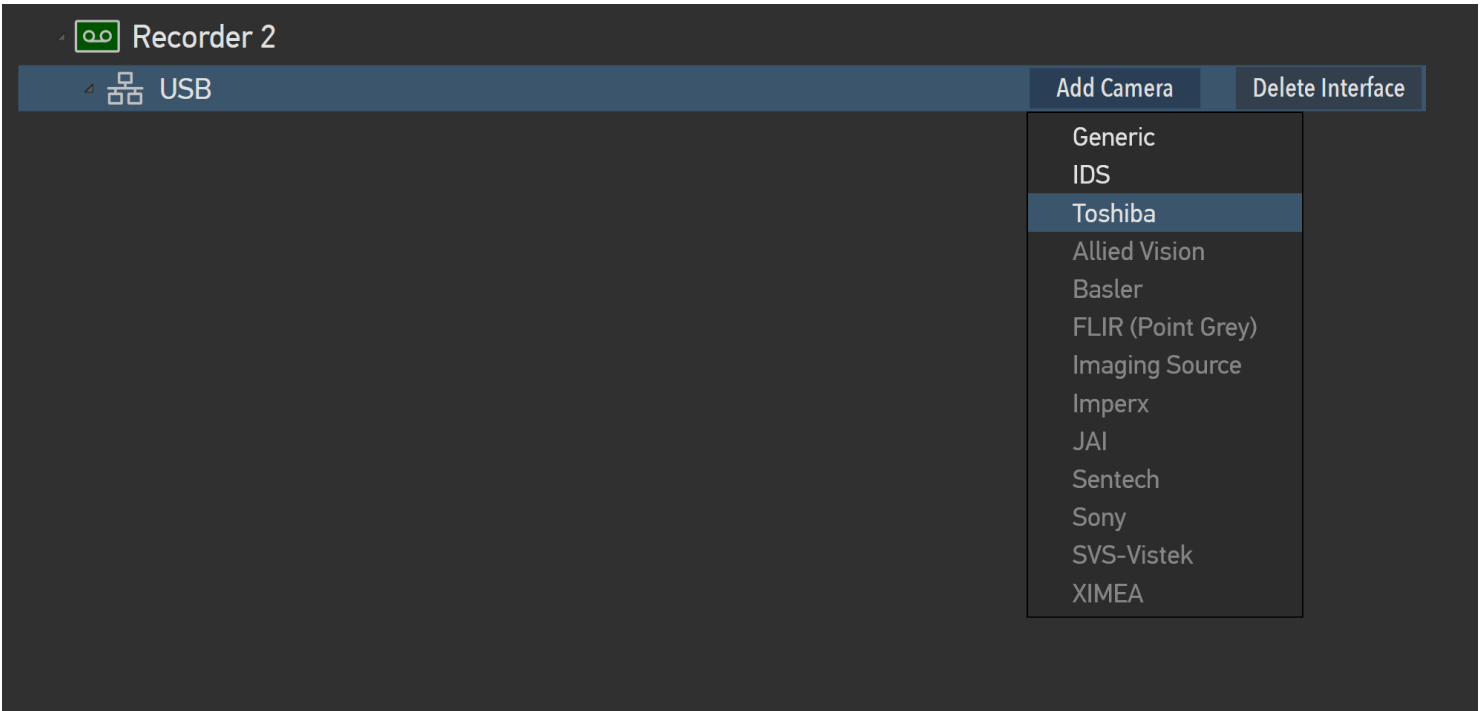 Recorder 2
USB Add Camera Delete Interface
Generic
IDS
Toshiba
Allied Vision
Basler
FLIR (Point Grey)
Imaging Source
Imperx
JAI
Sentech
Sony
SVS-Vistek
XIMEA